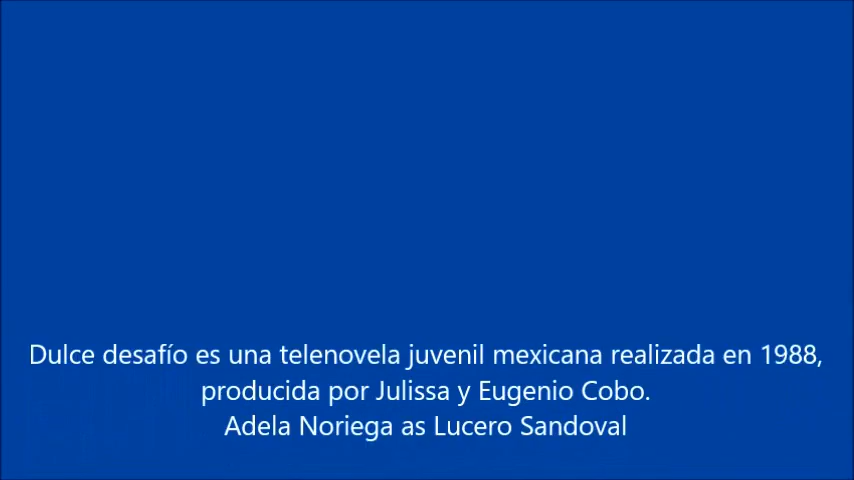 Dulce desafío es una telenovela juvenil mexicana realizada en 1988,
producida por Julissa y Eugenio Cobo.
Adela Noriega as Lucero Sandoval